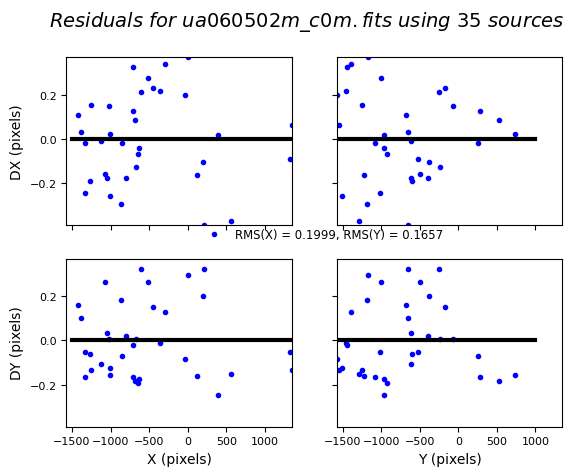 Residuals for ua060502m_c0m.fits using 35 sources
DX (pixels)
0.2
0.0
−0.2
RMS(X) = 0.1999, RMS(Y) = 0.1657
DY (pixels)
0.2
0.0
−0.2
−1500 −1000 −500 0 500 1000
−1500 −1000 −500 0 500 1000
X (pixels)
Y (pixels)